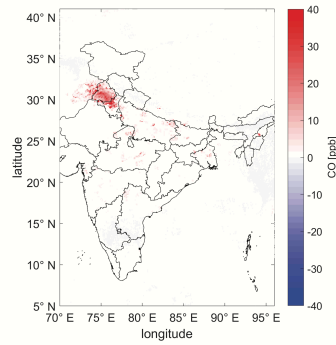 40° N
35° N
30° N
25° N
20° N
15° N
10° N
5° N
70° E
75° E
80° E
85° E
90° E
95° E
longitude
latitude
40
30
20
10
0
-10
-20
-30
-40
CO [ppb]